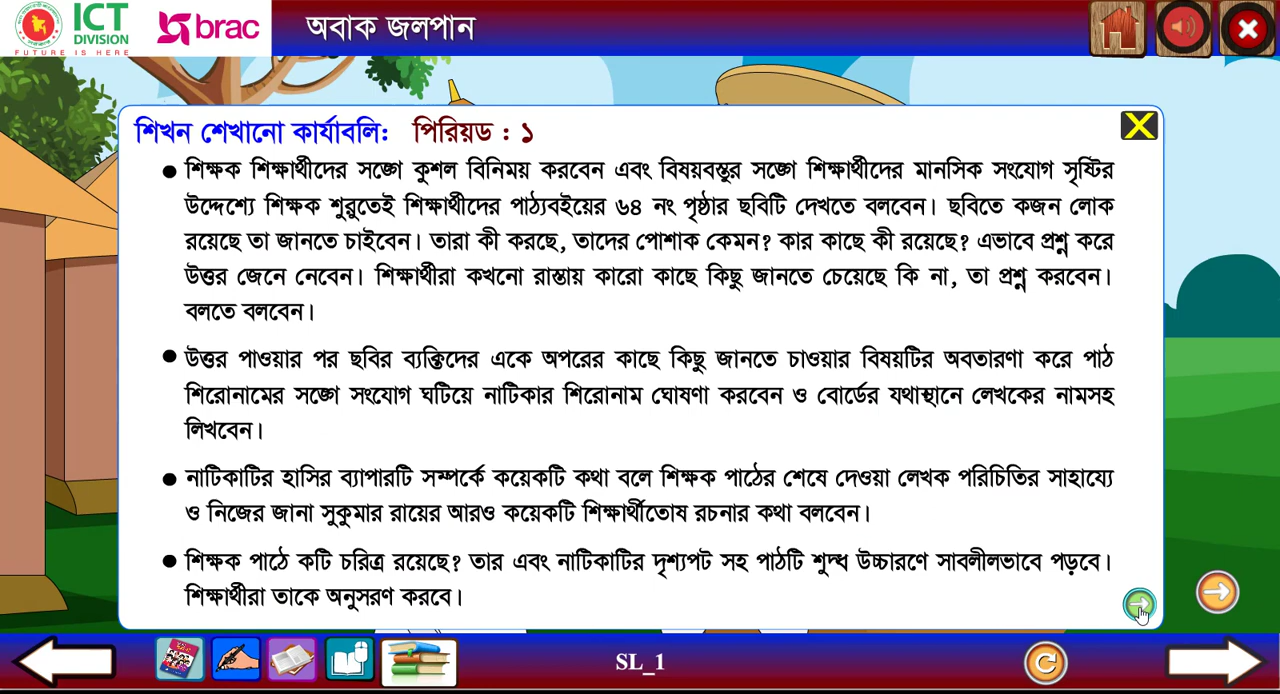 ICT
DIVISION
FUTURE IS HERE
brac
অবাক জলপান
শিখন শেখানো কার্যাবলি: পিরিয়ড : ১
X
● শিক্ষক শিক্ষার্থীদের সঙ্গে কুশল বিনিময় করবেন এবং বিষয়বস্তুর সঙ্গে শিক্ষার্থীদের মানসিক সংযোগ সৃষ্টির
উদ্দেশ্যে শিক্ষক শুরুতেই শিক্ষার্থীদের পাঠ্যবইয়ের ৬৪ নং পৃষ্ঠার ছবিটি দেখতে বলবেন। ছবিতে কজন লোক
রয়েছে তা জানতে চাইবেন। তারা কী করছে, তাদের পোশাক কেমন? কার কাছে কী রয়েছে? এভাবে প্রশ্ন করে
উত্তর জেনে নেবেন। শিক্ষার্থীরা কখনো রাস্তায় কারো কাছে কিছু জানতে চেয়েছে কি না, তা প্রশ্ন করবেন।
বলতে বলবেন।
● উত্তর পাওয়ার পর ছবির ব্যক্তিদের একে অপরের কাছে কিছু জানতে চাওয়ার বিষয়টির অবতারণা করে পাঠ
শিরোনামের সঙ্গে সংযোগ ঘটিয়ে নাটিকার শিরোনাম ঘোষণা করবেন ও বোর্ডের যথাস্থানে লেখকের নামসহ
লিখবেন।
● নাটিকাটির হাসির ব্যাপারটি সম্পর্কে কয়েকটি কথা বলে শিক্ষক পাঠের শেষে দেওয়া লেখক পরিচিতির সাহায্যে
ও নিজের জানা সুকুমার রায়ের আরও কয়েকটি শিক্ষার্থীতোষ রচনার কথা বলবেন।
● শিক্ষক পাঠে কটি চরিত্র রয়েছে? তার এবং নাটিকাটির দৃশ্যপট সহ পাঠটি শুদ্ধ উচ্চারণে সাবলীলভাবে পড়বে।
শিক্ষার্থীরা তাকে অনুসরণ করবে।
SL_1